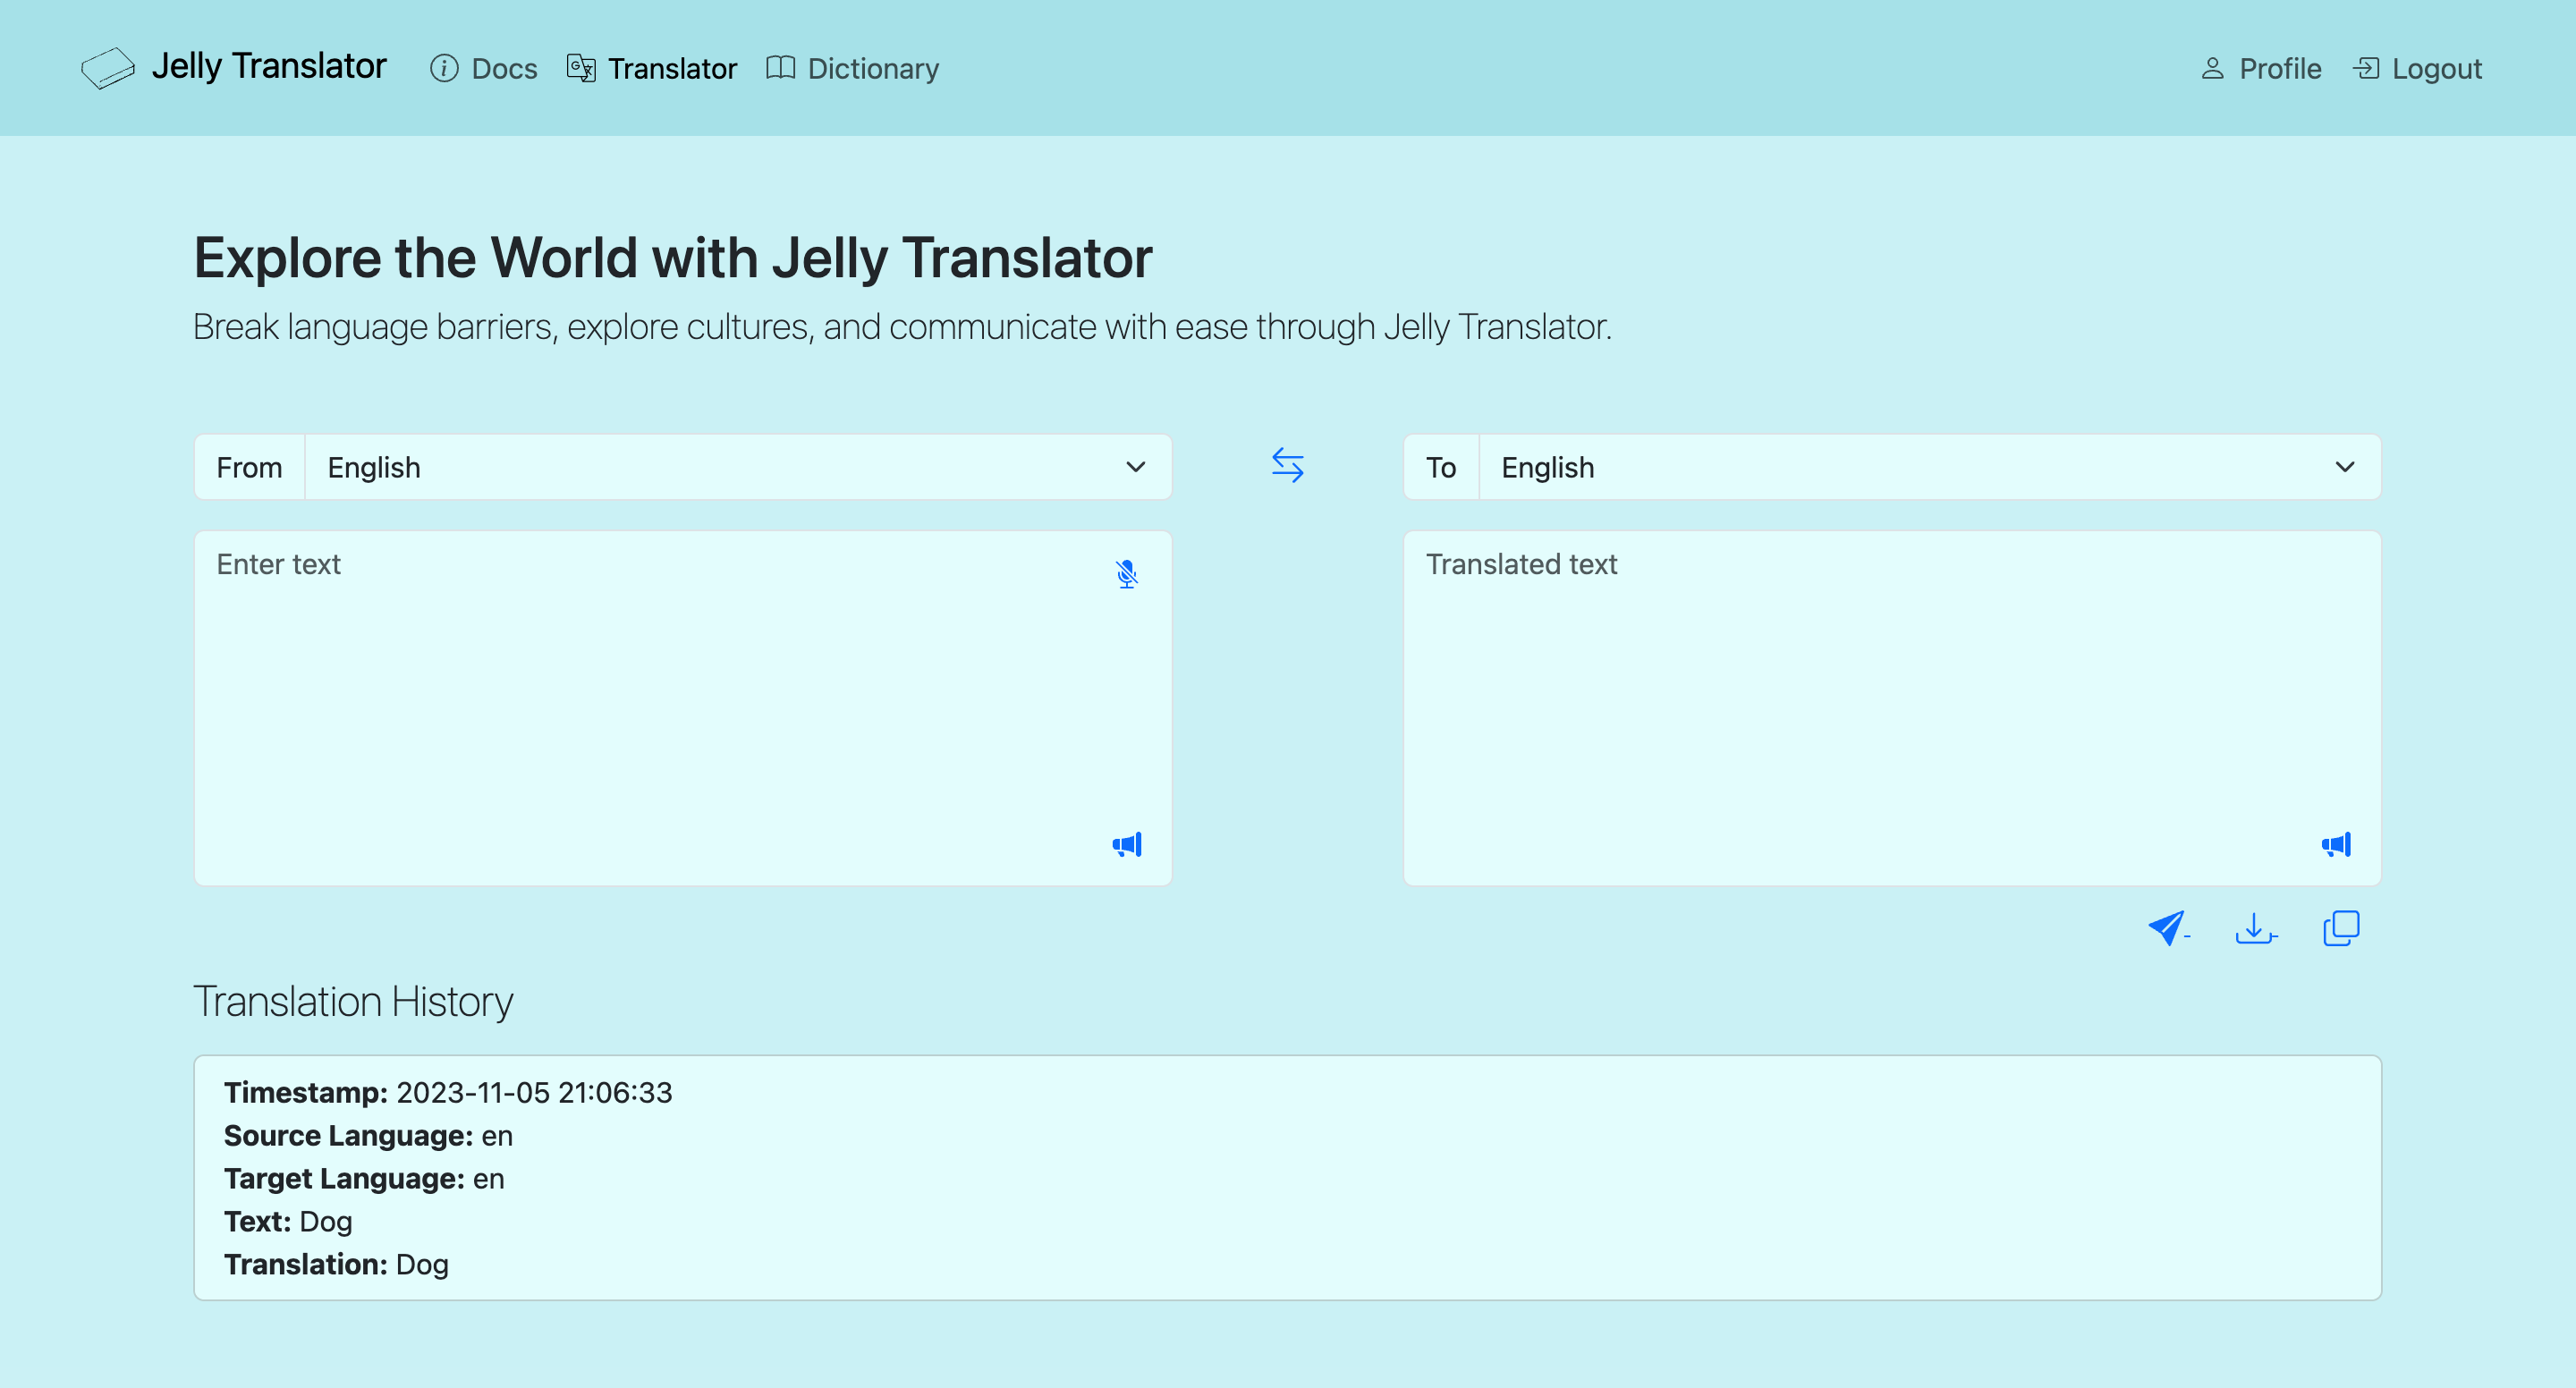 Jelly Translator
Docs
Translator
Dictionary
Profile
Logout
Explore the World with Jelly Translator
Break language barriers, explore cultures, and communicate with ease through Jelly Translator.
From
English
To
English
Enter text
Translated text
Translation History
Timestamp: 2023-11-05 21:06:33
Source Language: en
Target Language: en
Text: Dog
Translation: Dog